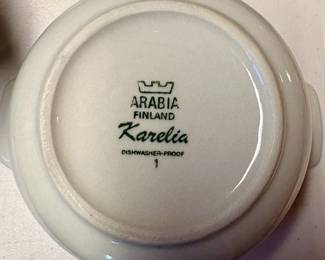 ARABIA
FINLAND
Karelia
DISHWASHER-PROOF
1